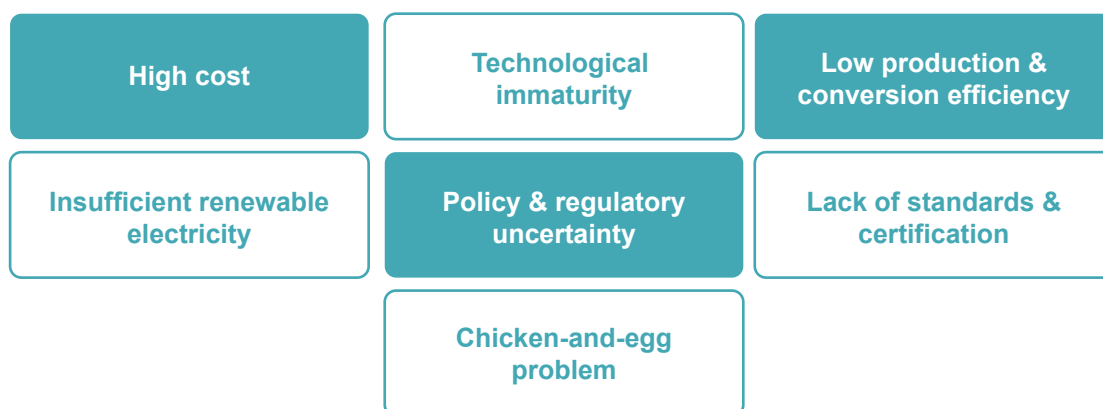 High cost
Technological
immaturity
Low production &
conversion efficiency
Insufficient renewable
electricity
Policy & regulatory
uncertainty
Lack of standards &
certification
Chicken-and-egg
problem